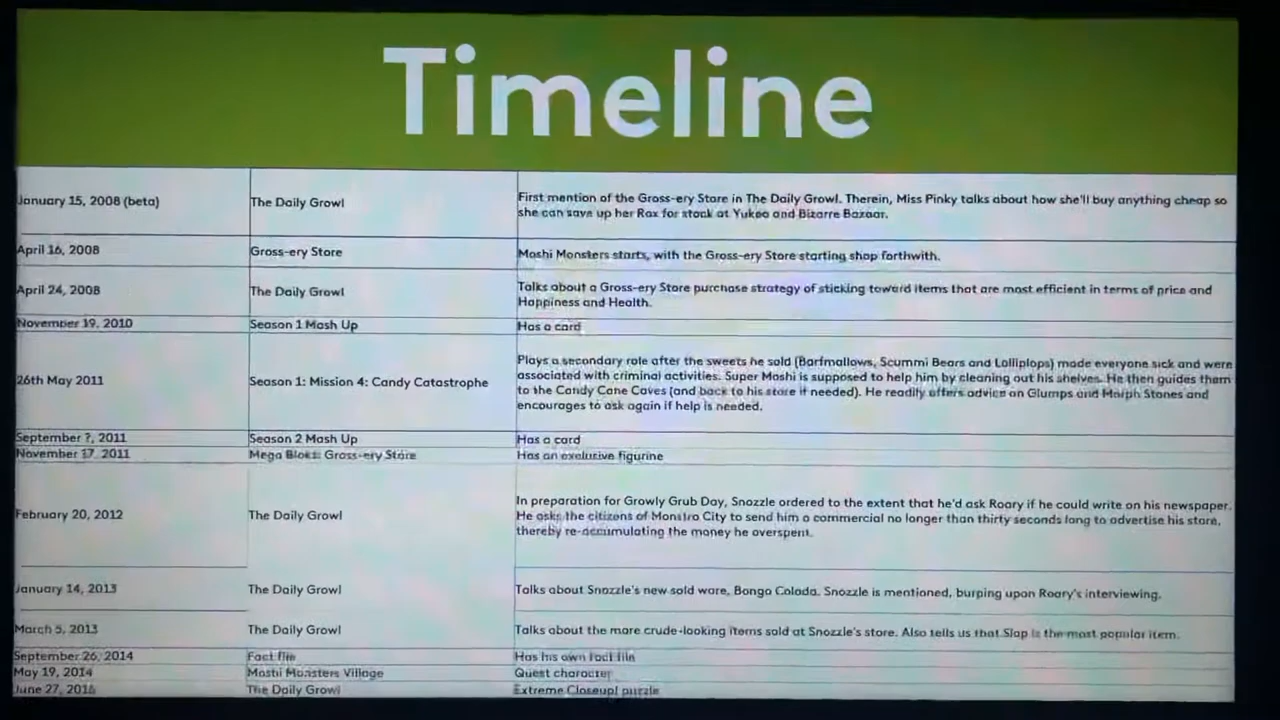 Timeline
January 15, 2008 (beta)
The Daily Growl
First mention of the Gross-ery Store in The Daily Growl. Therein, Miss Pinky talks about how she'll buy anything cheap so
she can save up her Rox for stock at Yukea and Bizarre Bazaar.
April 16, 2008
Gross-ery Store
Moshi Monsters starts, with the Gross-ery Store starting shop forthwith.
April 24, 2008
The Daily Growl
Talks about a Gross-ery Store purchase strategy of sticking toward items that are most efficient in terms of price and
Happiness and Health.
November 19, 2010
Season 1 Mash Up
Has a card
26th May 2011
Season 1: Mission 4: Candy Catastrophe
Plays a secondary role after the sweets he sold (Barfmallows, Scummi Bears and Lolliplops) made everyone sick and were
associated with criminal activities. Super Moshi is supposed to help him by cleaning out his shelves. He then guides them
to the Candy Cane Caves (and back to his store if needed). He readily offers advice on Glumps and Morph Stones and
encourages to ask again if help is needed.
September ?, 2011
Season 2 Mash Up
Has a card
November 17, 2011
Mega Bloks: Gross-ery Store
Has an exclusive figurine
February 20, 2012
The Daily Growl
In preparation for Growly Grub Day, Snozzle ordered to the extent that he'd ask Roary if he could write on his newspaper.
He asks the citizens of Monstro City to send him a commercial no longer than thirty seconds long to advertise his store,
thereby re-accumulating the money he overspent.
January 14, 2013
The Daily Growl
Talks about Snozzle's new sold ware, Bonga Colada. Snozzle is mentioned, burping upon Roary's interviewing.
March 5, 2013
The Daily Growl
Talks about the more crude-looking items sold at Snozzle's store. Also tells us that Slop is the most popular item.
September 26, 2014
Fact file
Has his own fact file
May 19, 2014
Moshi Monsters Village
Quest character
June 27,
The Daily Growl
Extreme Closeup! puzzle